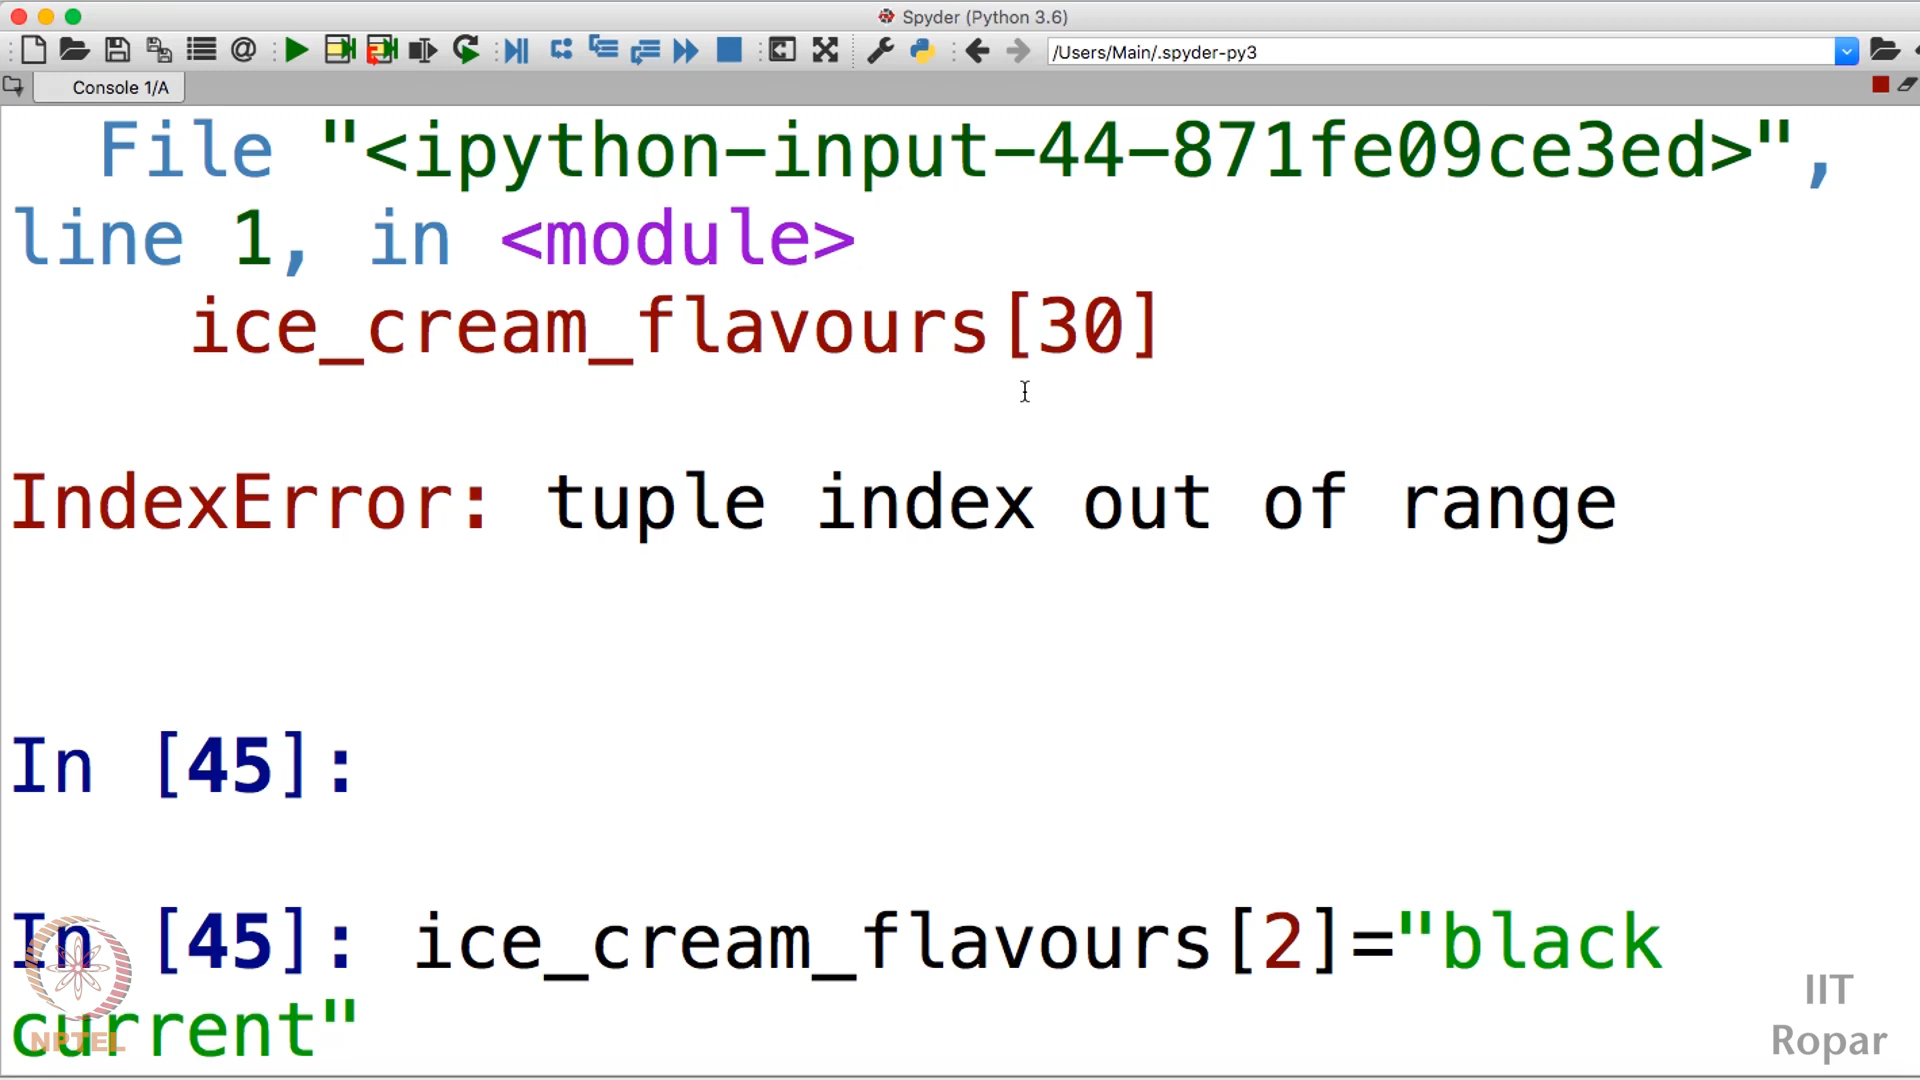 Spyder (Python 3.6)
/Users/Main/.spyder-py3
Console 1/A
File "<ipython-input-44-871fe09ce3ed>",
line 1, in <module>
ice_cream_flavours[30]
IndexError: tuple index out of range
In [45]:
In [45]: ice_cream_flavours[2]="black
current"
NPTEL
IIT
Ropar